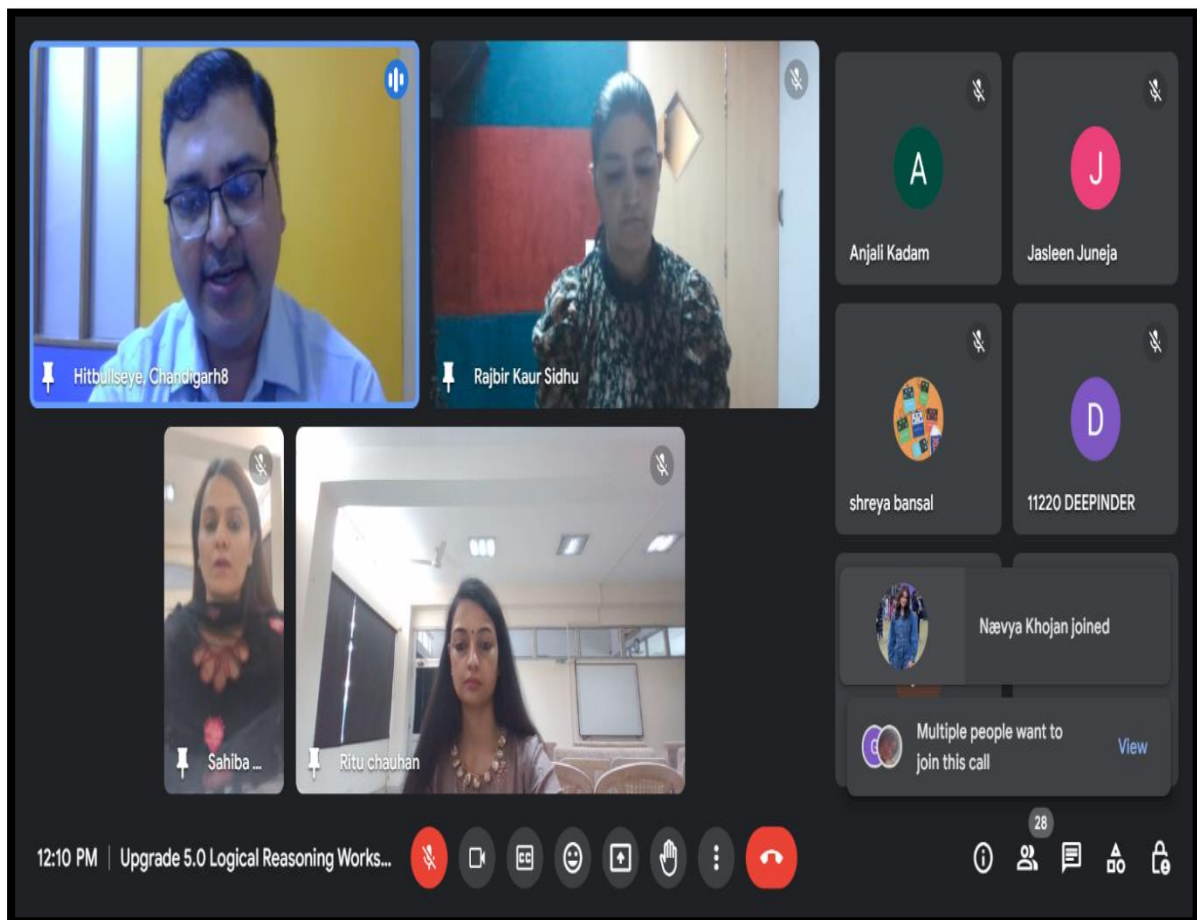 Hitbullseye, Chandigarh8
Rajbir Kaur Sidhu
A
Anjali Kadam
J
Jasleen Juneja
shreya bansal
D
11220 DEEPINDER
Sahiba ...
Ritu chauhan
Nævya Khojan joined
G
Multiple people want to
join this call
View
28
12:10 PM | Upgrade 5.0 Logical Reasoning Works...
CC